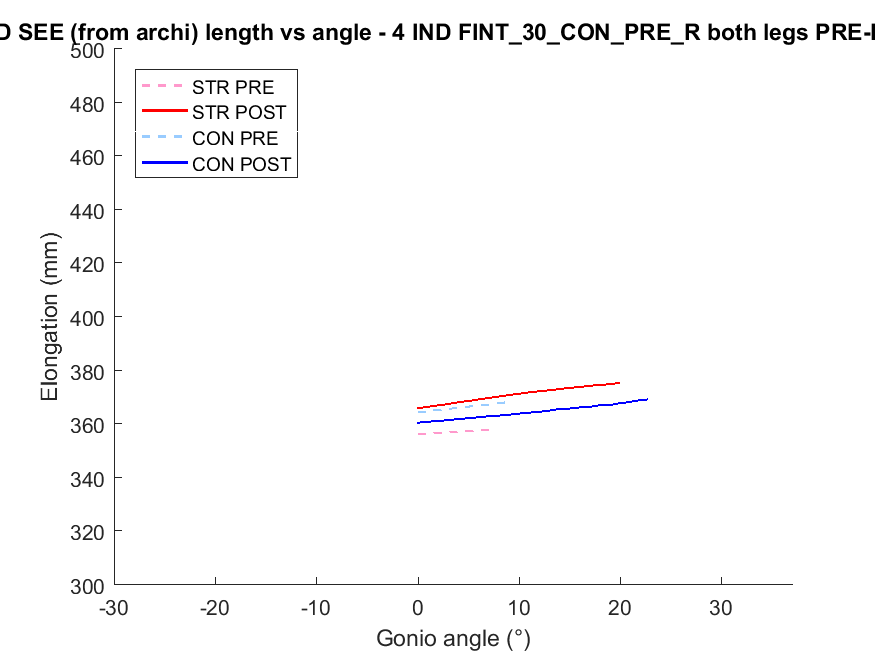 D SEE (from archi) length vs angle - 4 IND FINT_30_CON_PRE_R both legs PRE-
500
480
460
440
420
400
380
360
340
320
300
Elongation (mm)
STR PRE
STR POST
CON PRE
CON POST
-30
-20
-10
0
10
20
30
Gonio angle (°)